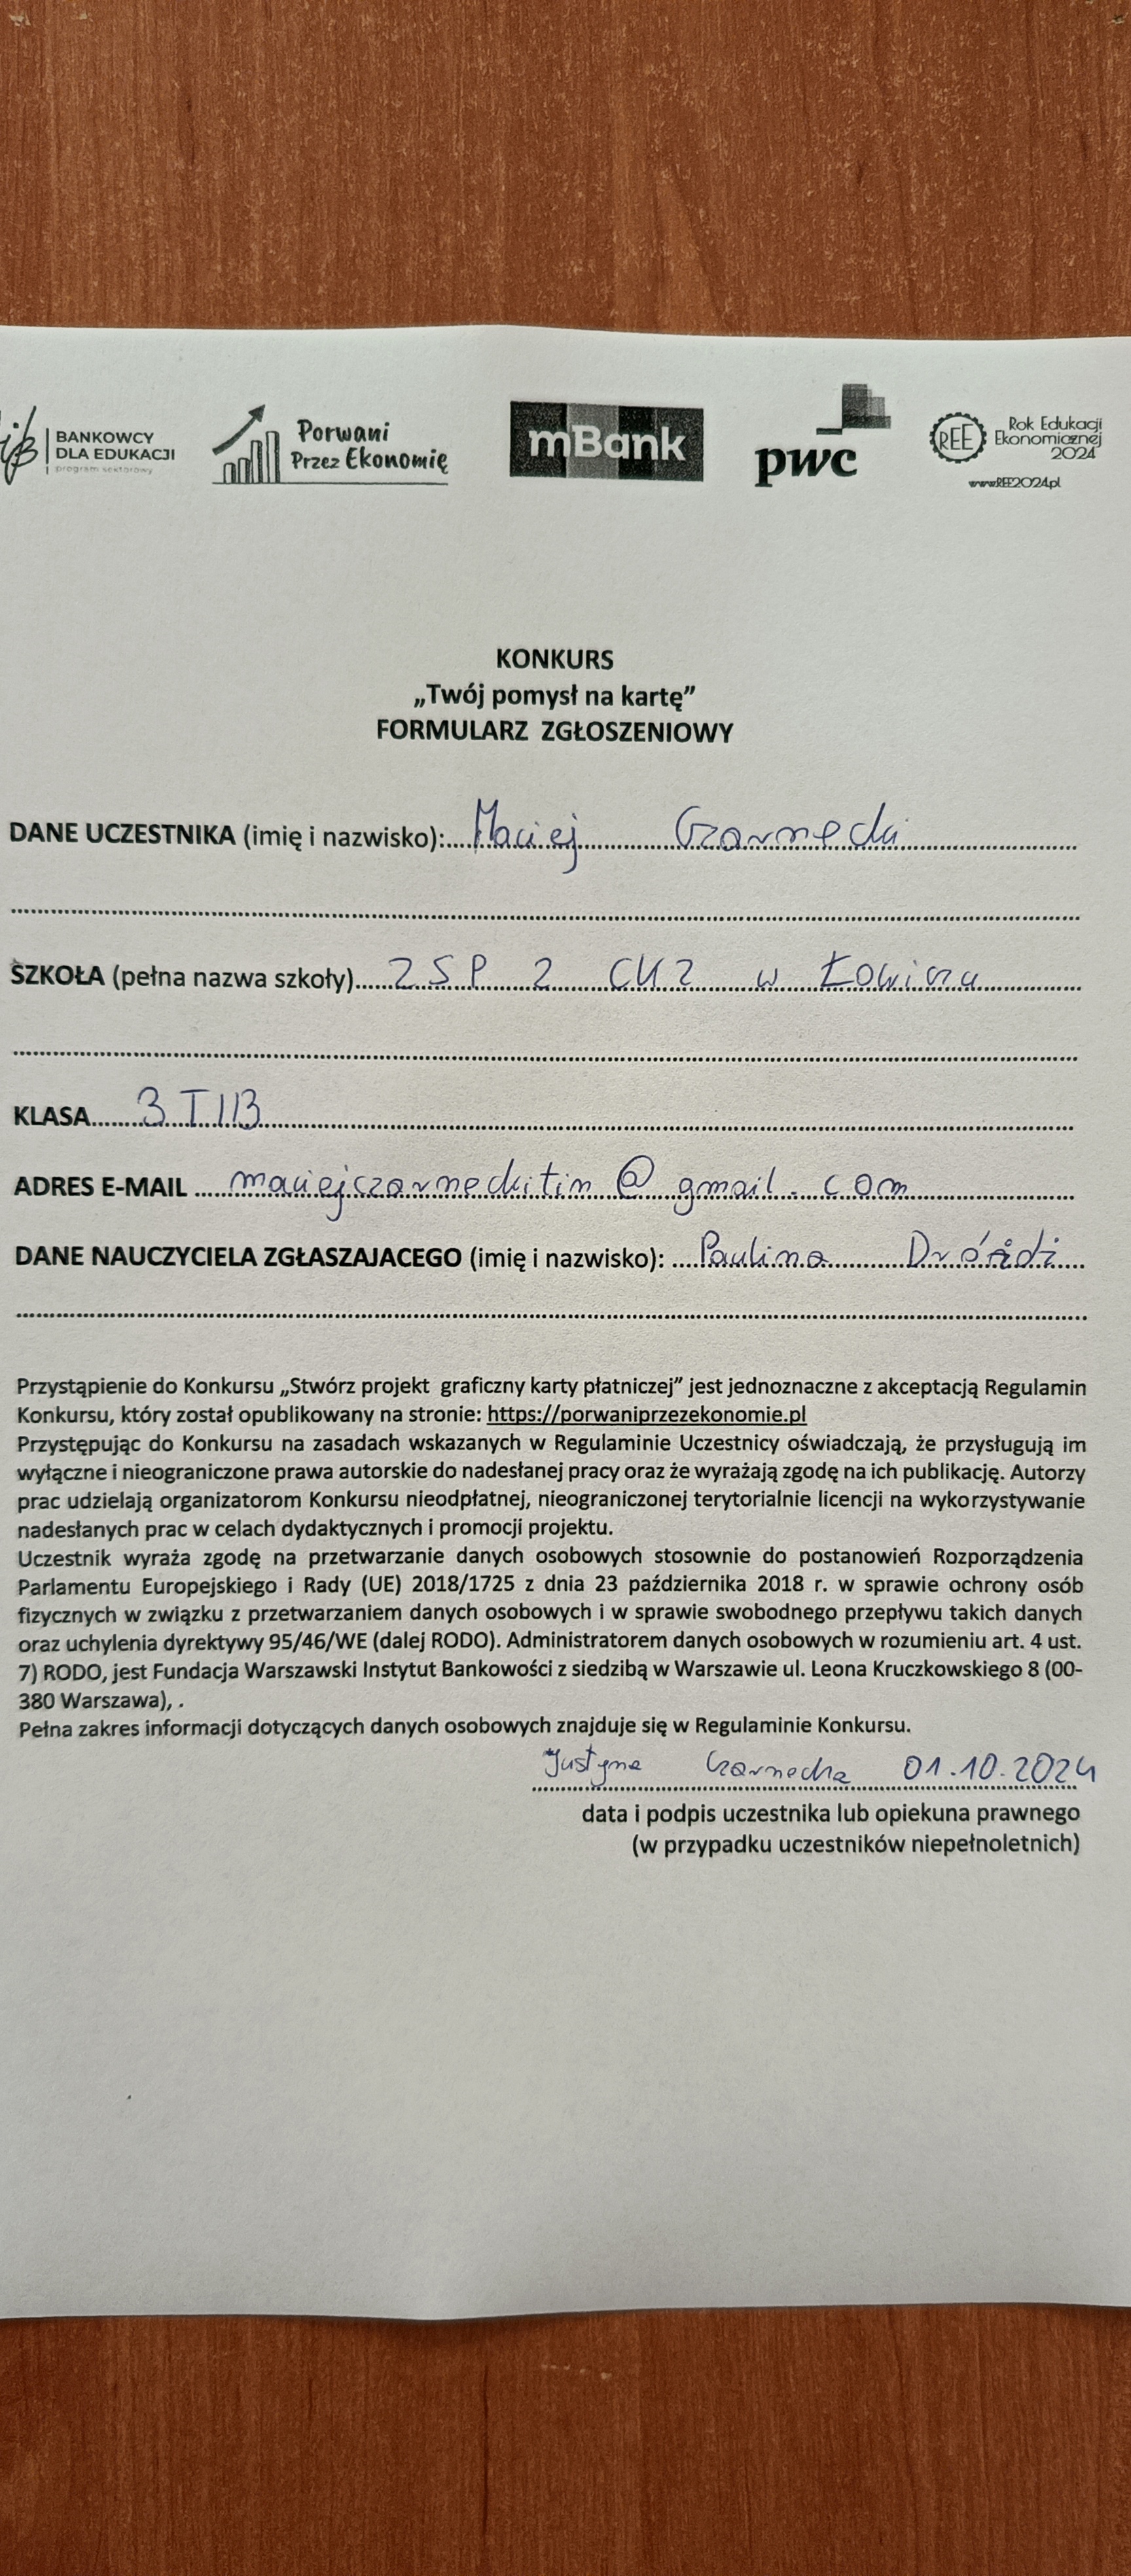 BANKOWCY
DLA EDUKACJI
program sektorowy
Porwani
Przez Ekonomię
mBank
pwc
REE
Rok Edukacji
Ekonomicznej
2024
www.REE2024.pl
KONKURS
„Twój pomysł na kartę”
FORMULARZ ZGŁOSZENIOWY
DANE UCZESTNIKA (imię i nazwisko): Maciej Czarnecki
SZKOŁA (pełna nazwa szkoły) ZSP 2 CKZ w Łowiczu
KLASA 3 T
ADRES E-MAIL maciejczarneckitim@gmail.com
DANE NAUCZYCIELA ZGŁASZAJACEGO (imię i nazwisko): Paulina Dróżdż
Przystąpienie do Konkursu „Stwórz projekt graficzny karty płatniczej” jest jednoznaczne z akceptacją Regulamin
Konkursu, który został opublikowany na stronie: https://porwaniprzezekonomie.pl
Przystępując do Konkursu na zasadach wskazanych w Regulaminie Uczestnicy oświadczają, że przysługują im
wyłączne i nieograniczone prawa autorskie do nadesłanej pracy oraz że wyrażają zgodę na ich publikację. Autorzy
prac udzielają organizatorom Konkursu nieodpłatnej, nieograniczonej terytorialnie licencji na wykorzystywanie
nadesłanych prac w celach dydaktycznych i promocji projektu.
Uczestnik wyraża zgodę na przetwarzanie danych osobowych stosownie do postanowień Rozporządzenia
Parlamentu Europejskiego i Rady (UE) 2018/1725 z dnia 23 października 2018 r. w sprawie ochrony osób
fizycznych w związku z przetwarzaniem danych osobowych i w sprawie swobodnego przepływu takich danych
oraz uchylenia dyrektywy 95/46/WE (dalej RODO). Administratorem danych osobowych w rozumieniu art. 4 ust.
7) RODO, jest Fundacja Warszawski Instytut Bankowości z siedzibą w Warszawie ul. Leona Kruczkowskiego 8 (00-
380 Warszawa), .
Pełna zakres informacji dotyczących danych osobowych znajduje się w Regulaminie Konkursu.
Justyna Czarnecka 01.10.2024
data i podpis uczestnika lub opiekuna prawnego
(w przypadku uczestników niepełnoletnich)